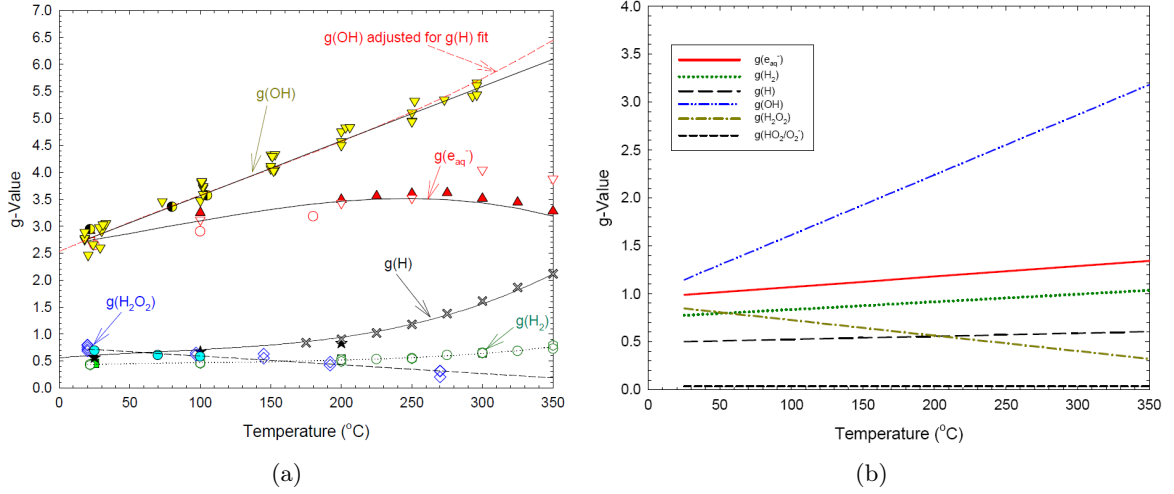 (a)
7.0
6.5
6.0
5.5
5.0
4.5
4.0
3.5
3.0
2.5
2.0
1.5
1.0
0.5
0.0
g-Value
g(OH) adjusted for g(H) fit
g(OH)
g(e⁻aq)
g(H)
g(H₂O₂)
g(H₂)
0 50 100 150 200 250 300 350
Temperature (°C)
(a)
b)
4.0
3.5
3.0
2.5
2.0
1.5
1.0
0.5
0.0
g-Value
g(e⁻aq)
g(H₂)
g(H)
g(OH)
g(H₂O₂)
g(HO₂/O₂⁻)
0 50 100 150 200 250 300 350
Temperature (°C)
(b)